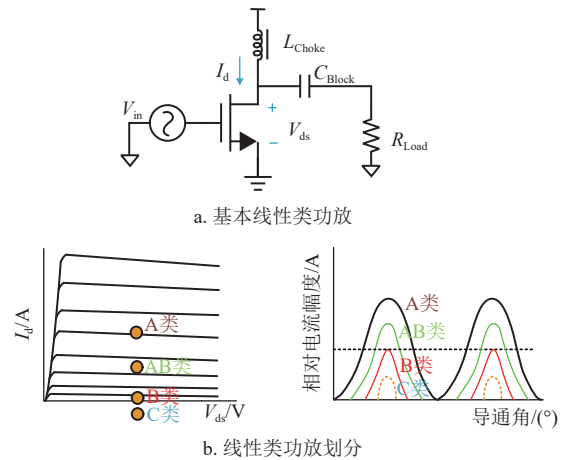 L_Choke
I_d
C_Block
V_in
+
V_ds
−
R_Load
a. 基本线性类功放
I_d/A
A类
AB类
B类
C类
V_ds/V
相对电流幅度/A
A类
AB类
B类
C类
导通角/(°)
b. 线性类功放划分